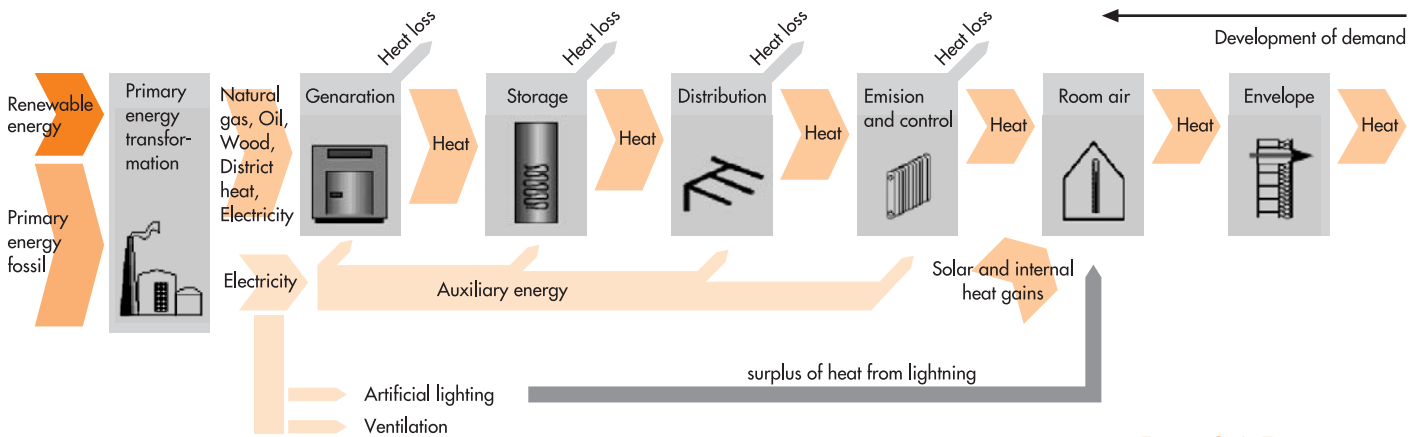 Heat loss
Heat loss
Heat loss
Heat loss
Development of demand
Renewable
energy
Primary
energy
transfor-
mation
Natural
gas, Oil,
Wood,
District
heat,
Electricity
Genaration
Heat
Storage
Heat
Distribution
Heat
Emision
and control
Heat
Room air
Heat
Envelope
Heat
Primary
energy
fossil
Electricity
Auxiliary energy
Solar and internal
heat gains
surplus of heat from lightning
Artificial lighting
Ventilation